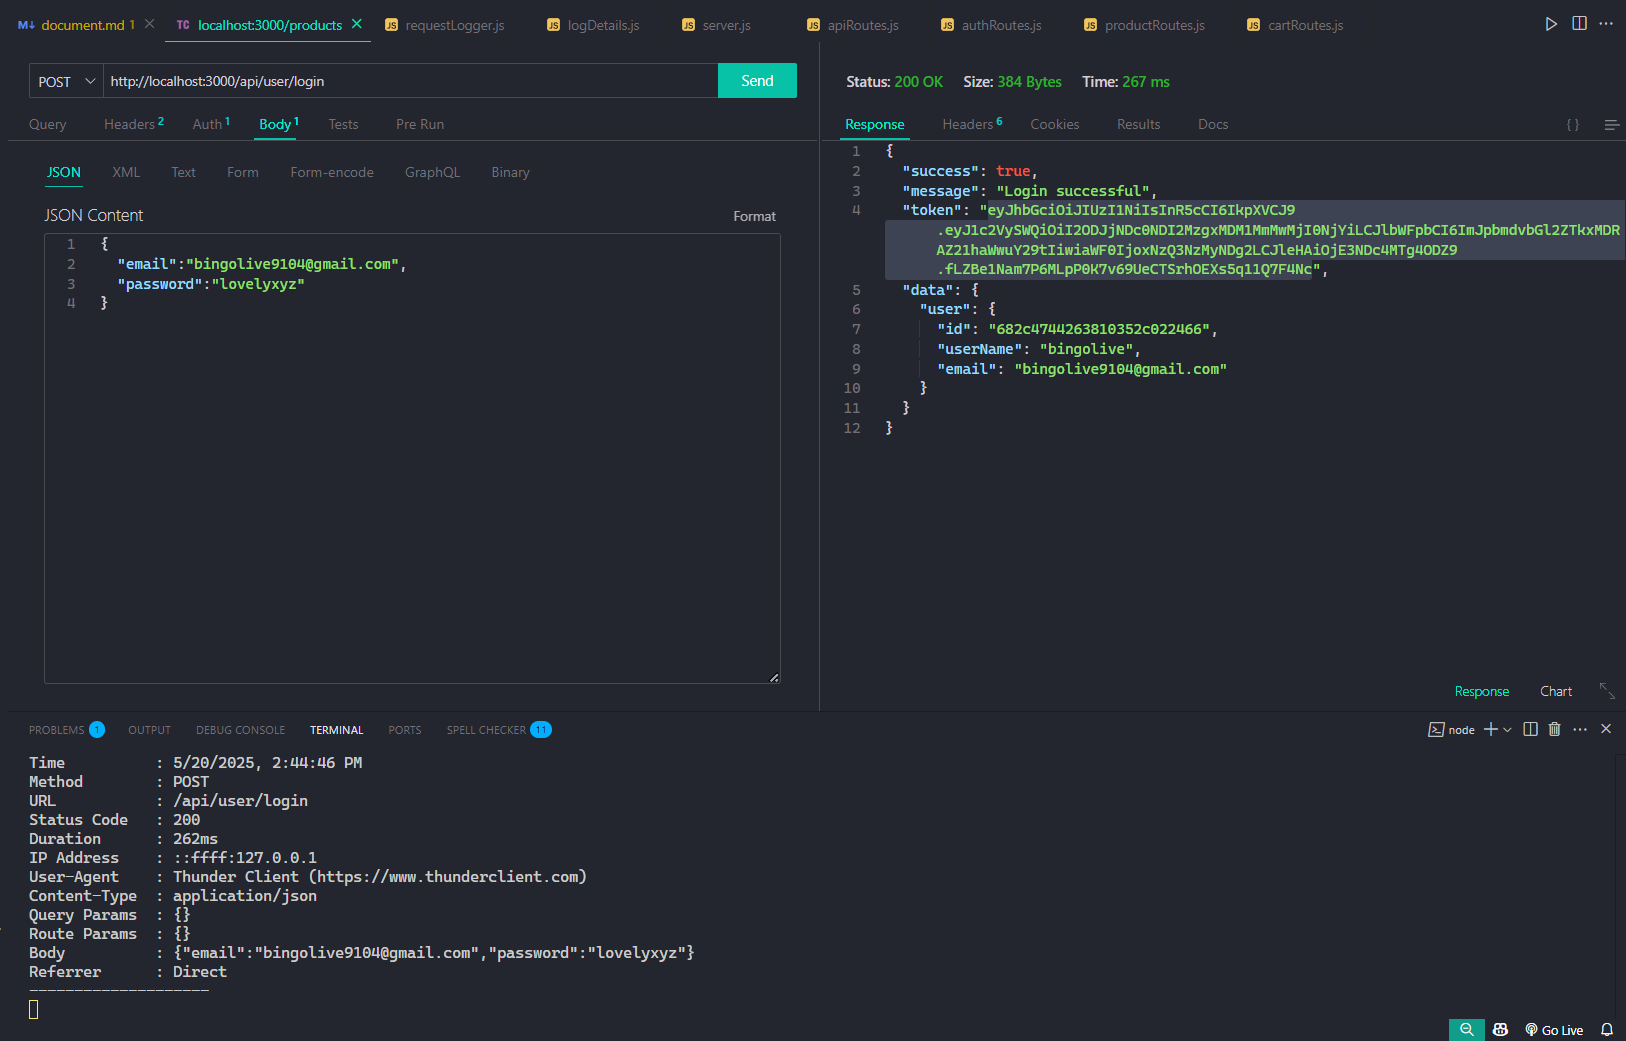 document.md 1
TC localhost:3000/products
JS requestLogger.js
JS logDetails.js
JS server.js
JS apiRoutes.js
JS authRoutes.js
JS productRoutes.js
JS cartRoutes.js
POST http://localhost:3000/api/user/login Send
Query Headers 2 Auth 1 Body 1 Tests Pre Run
JSON XML Text Form Form-encode GraphQL Binary
JSON Content Format
1 {
2 "email":"bingolive9104@gmail.com",
3 "password":"lovelyxyz"
4 }
Status: 200 OK Size: 384 Bytes Time: 267 ms
Response Headers 6 Cookies Results Docs { }
1 {
2 "success": true,
3 "message": "Login successful",
4 "token": "eyJhbGciOiJIUzI1NiIsInR5cCI6IkpXVCJ9
.eyJ1c2VySWQiOiI2ODJjNDc0NDI2MzgxMDM1MmMwMjI0NjYiLCJlbWFpbCI6ImJpbmdvbGl2ZTkxMDR
AZ21haWwuY29tIiwiaWF0IjoxNzQ3NzMyNDg2LCJleHAiOjE3NDc4MTg4ODZ9
.fLZBe1Nam7P6MLpP0K7v69UeCTSrhOEXs5q11Q7F4Nc",
5 "data": {
6 "user": {
7 "id": "682c4744263810352c022466",
8 "userName": "bingolive",
9 "email": "bingolive9104@gmail.com"
10 }
11 }
12 }
Response Chart
PROBLEMS 1 OUTPUT DEBUG CONSOLE TERMINAL PORTS SPELL CHECKER 11 node
Time : 5/20/2025, 2:44:46 PM
Method : POST
URL : /api/user/login
Status Code : 200
Duration : 262ms
IP Address : ::ffff:127.0.0.1
User-Agent : Thunder Client (https://www.thunderclient.com)
Content-Type : application/json
Query Params : {}
Route Params : {}
Body : {"email":"bingolive9104@gmail.com","password":"lovelyxyz"}
Referrer : Direct
---------------------
Go Live